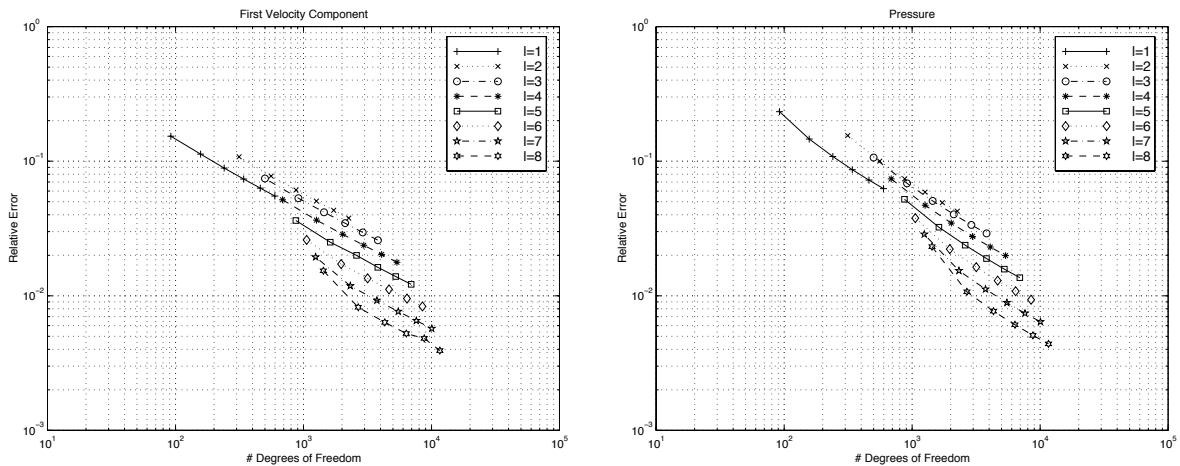 First Velocity Component
10^0
10^-1
10^-2
10^-3
Relative Error
l=1
l=2
l=3
l=4
l=5
l=6
l=7
l=8
10^1 10^2 10^3 10^4 10^5
# Degrees of Freedom
Pressure
10^0
10^-1
10^-2
10^-3
Relative Error
l=1
l=2
l=3
l=4
l=5
l=6
l=7
l=8
10^1 10^2 10^3 10^4 10^5
# Degrees of Freedom